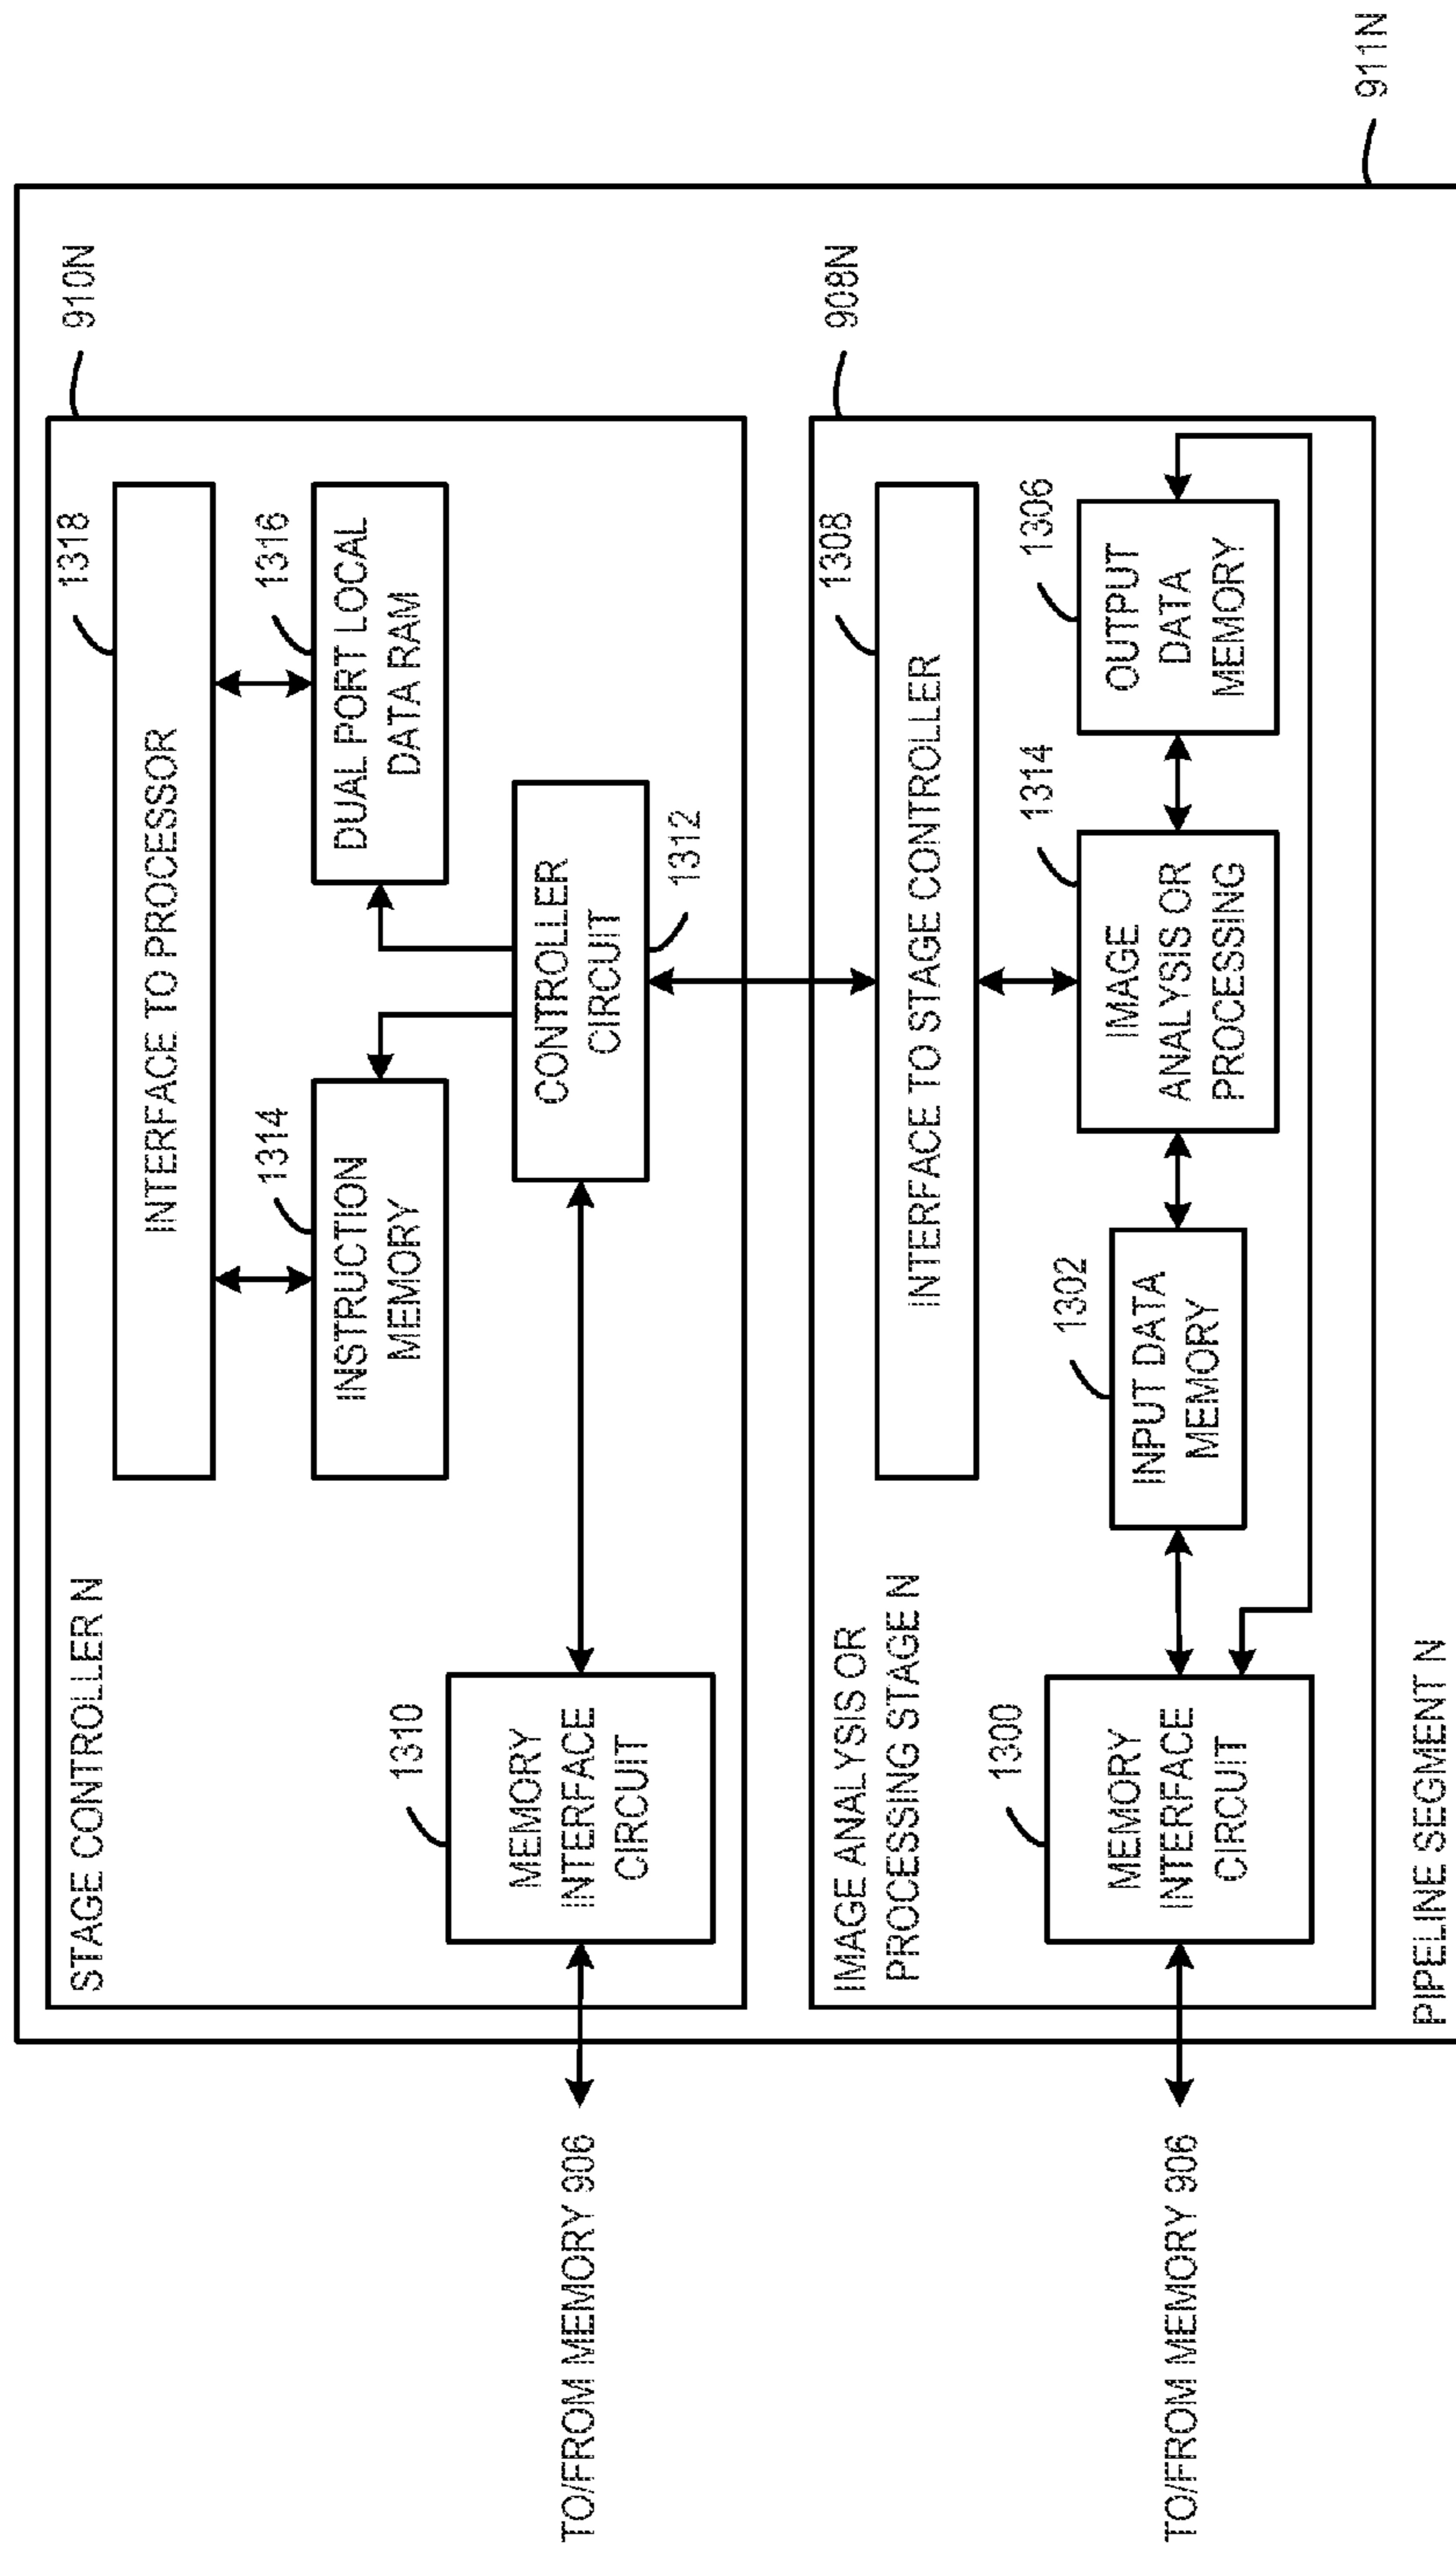 911N
910N
STAGE CONTROLLER N
1318
INTERFACE TO PROCESSOR
1314
INSTRUCTION
MEMORY
1316
DUAL PORT LOCAL
DATA RAM
1310
MEMORY
INTERFACE
CIRCUIT
CONTROLLER
CIRCUIT
1312
TO/FROM MEMORY 906
908N
IMAGE ANALYSIS OR
PROCESSING STAGE N
1308
INTERFACE TO STAGE CONTROLLER
1300
MEMORY
INTERFACE
CIRCUIT
1302
INPUT DATA
MEMORY
1314
IMAGE
ANALYSIS OR
PROCESSING
1306
OUTPUT
DATA
MEMORY
TO/FROM MEMORY 906
PIPELINE SEGMENT N